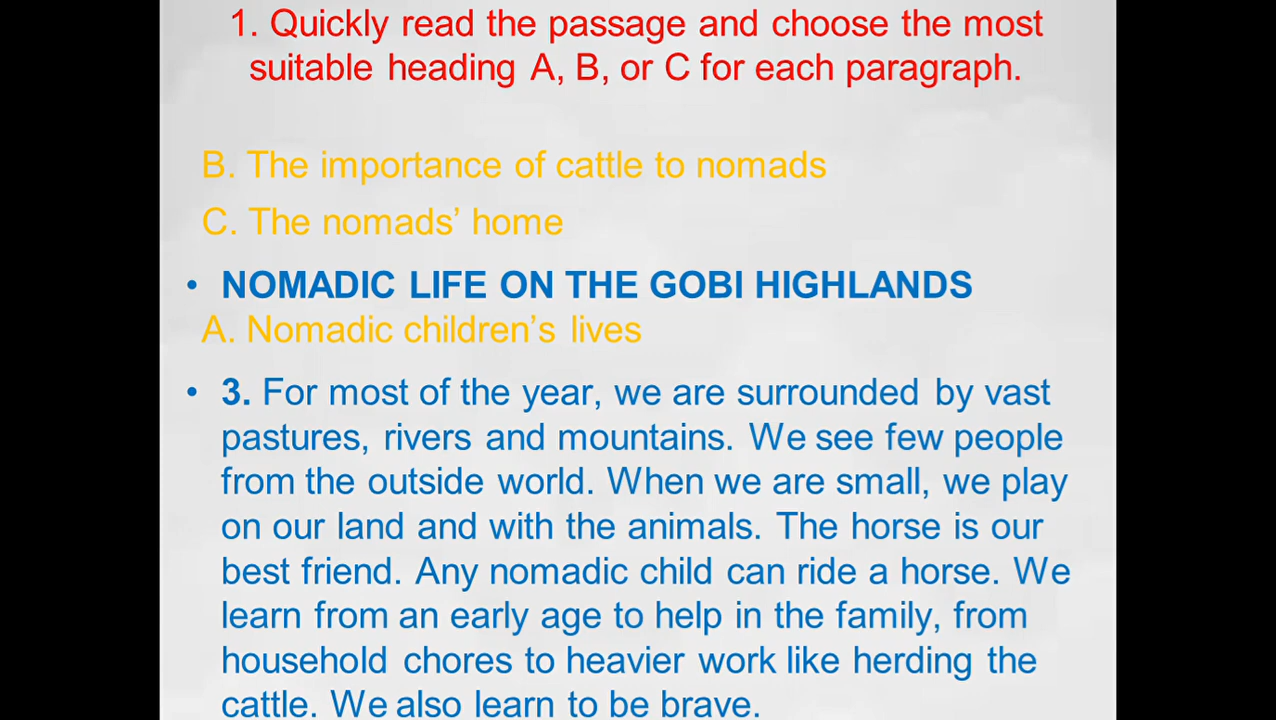 1. Quickly read the passage and choose the most
suitable heading A, B, or C for each paragraph.
B. The importance of cattle to nomads
C. The nomads’ home
• NOMADIC LIFE ON THE GOBI HIGHLANDS
A. Nomadic children’s lives
• 3. For most of the year, we are surrounded by vast
pastures, rivers and mountains. We see few people
from the outside world. When we are small, we play
on our land and with the animals. The horse is our
best friend. Any nomadic child can ride a horse. We
learn from an early age to help in the family, from
household chores to heavier work like herding the
cattle. We also learn to be brave.